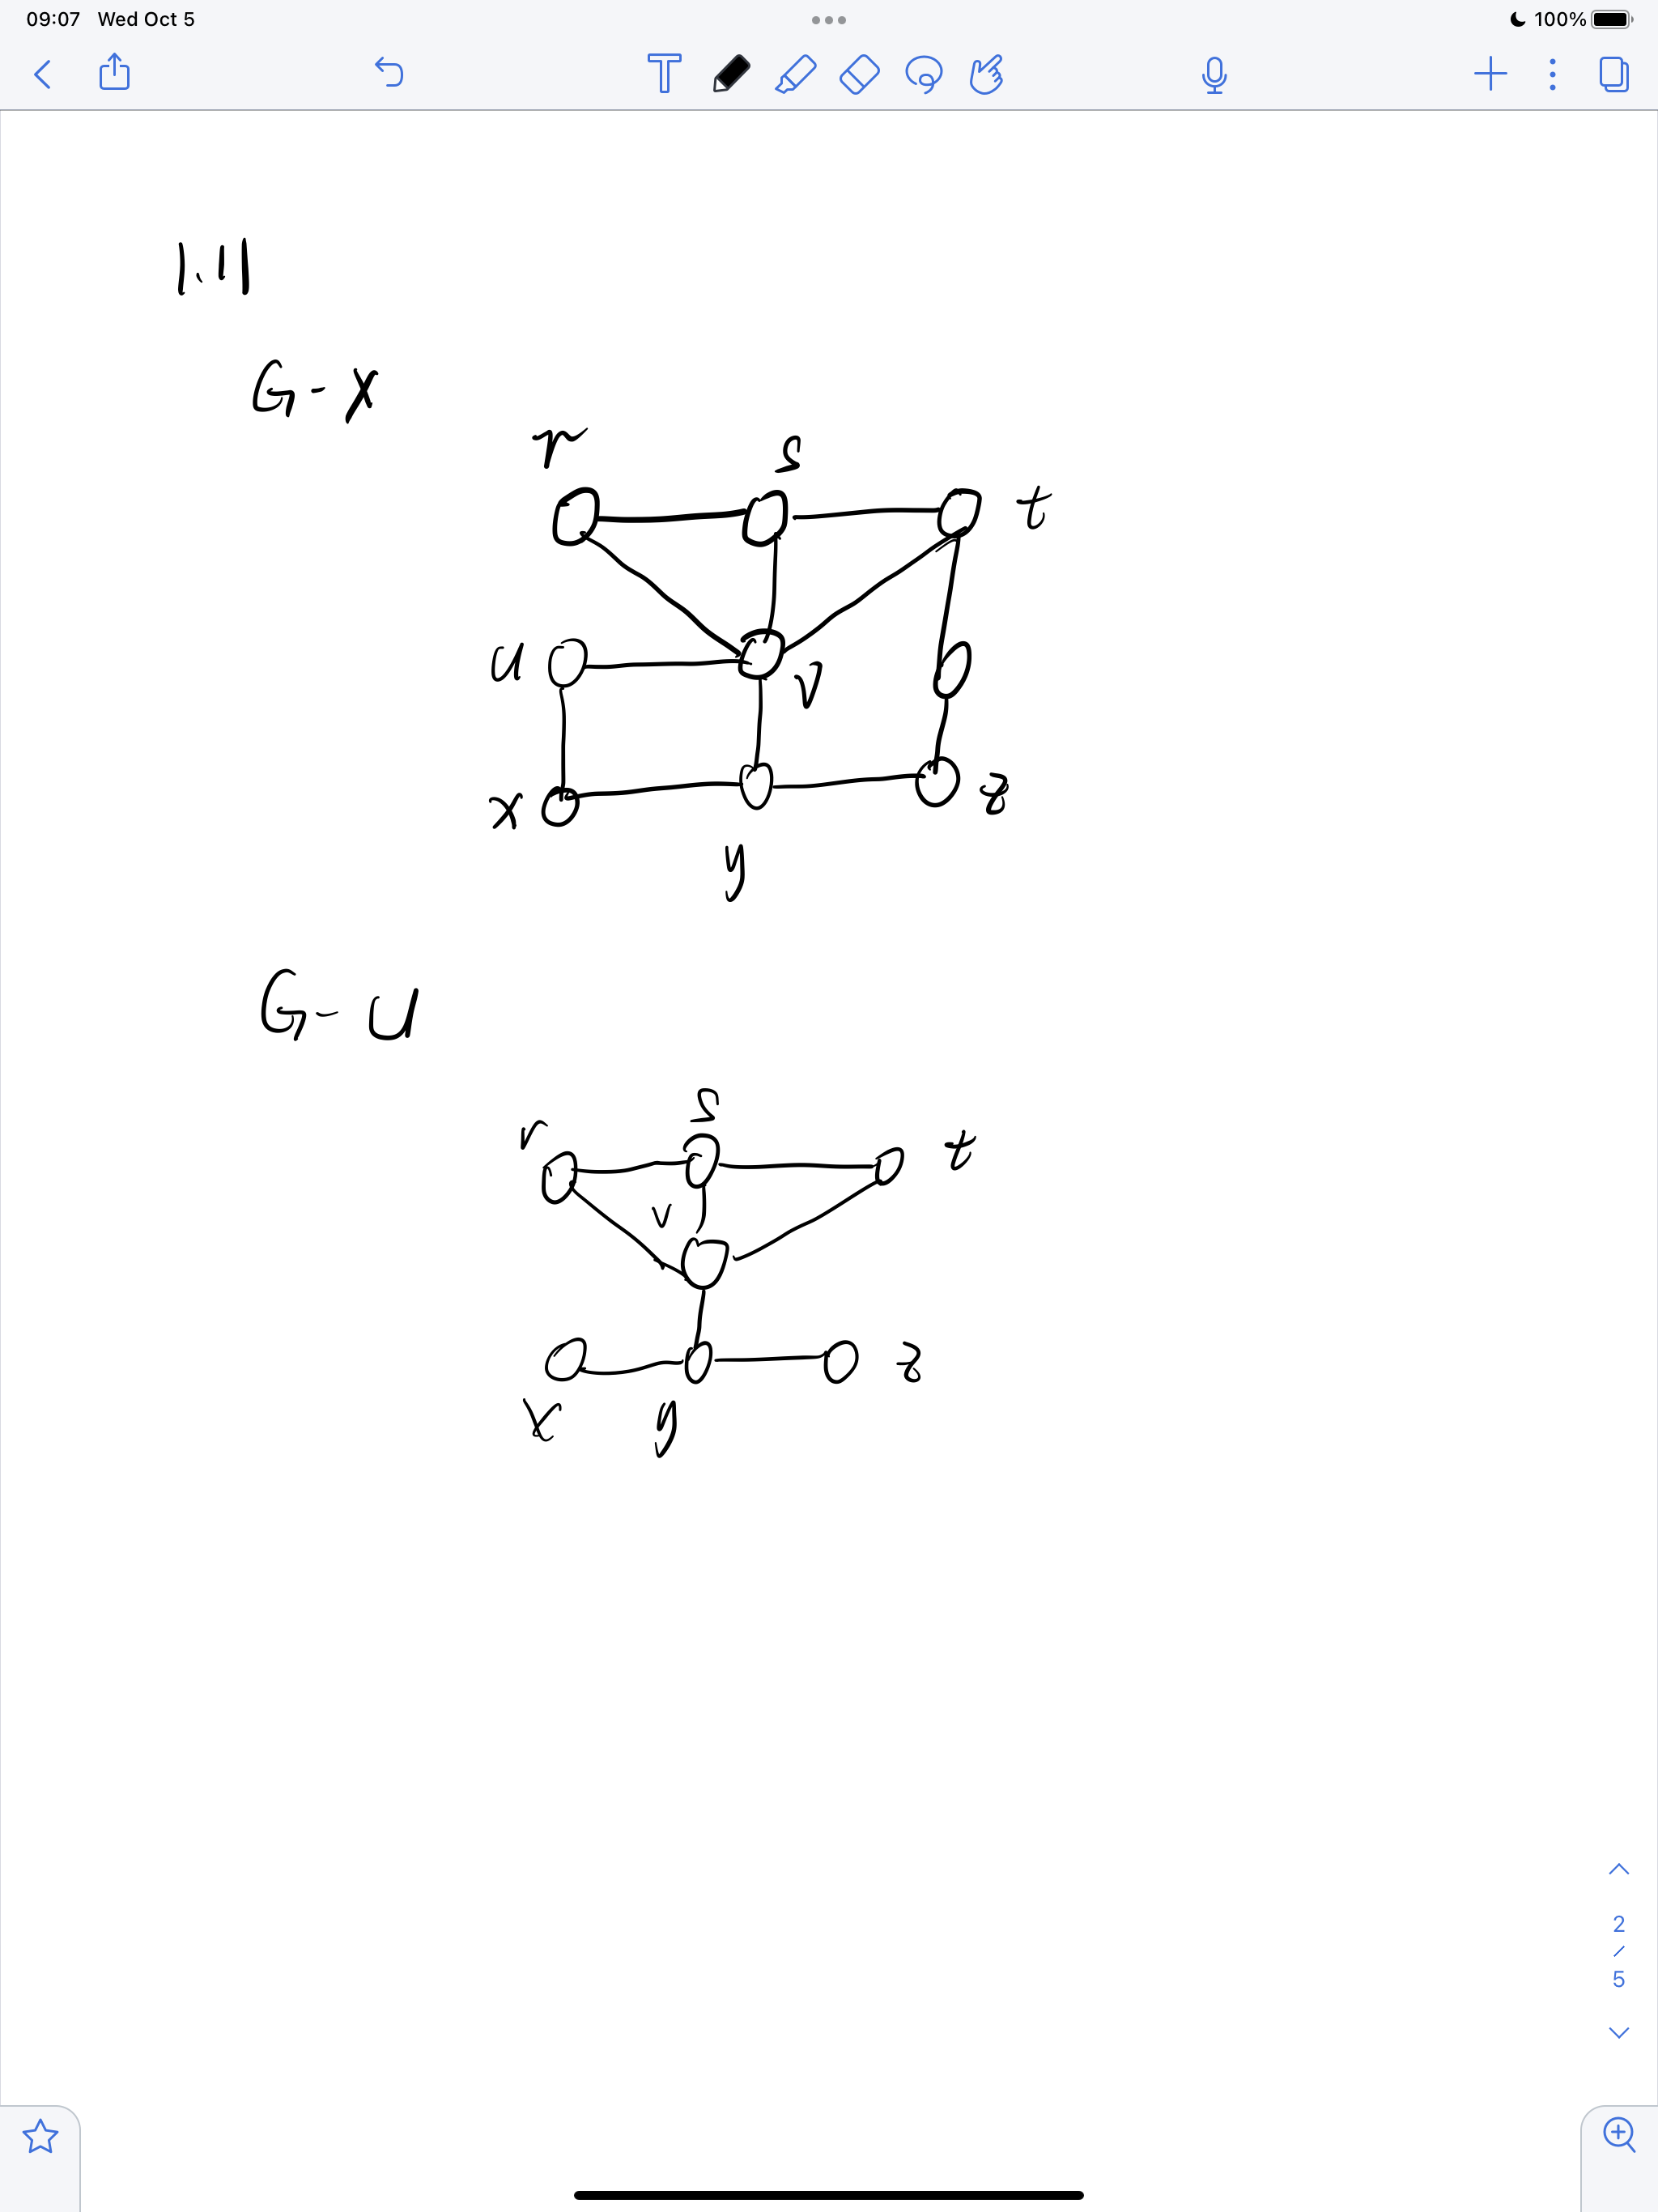 09:07 Wed Oct 5
100%
T
1.11
G - X
r s t
u v
x z
y
G - U
s
r t
v
z
x y
2
/
5